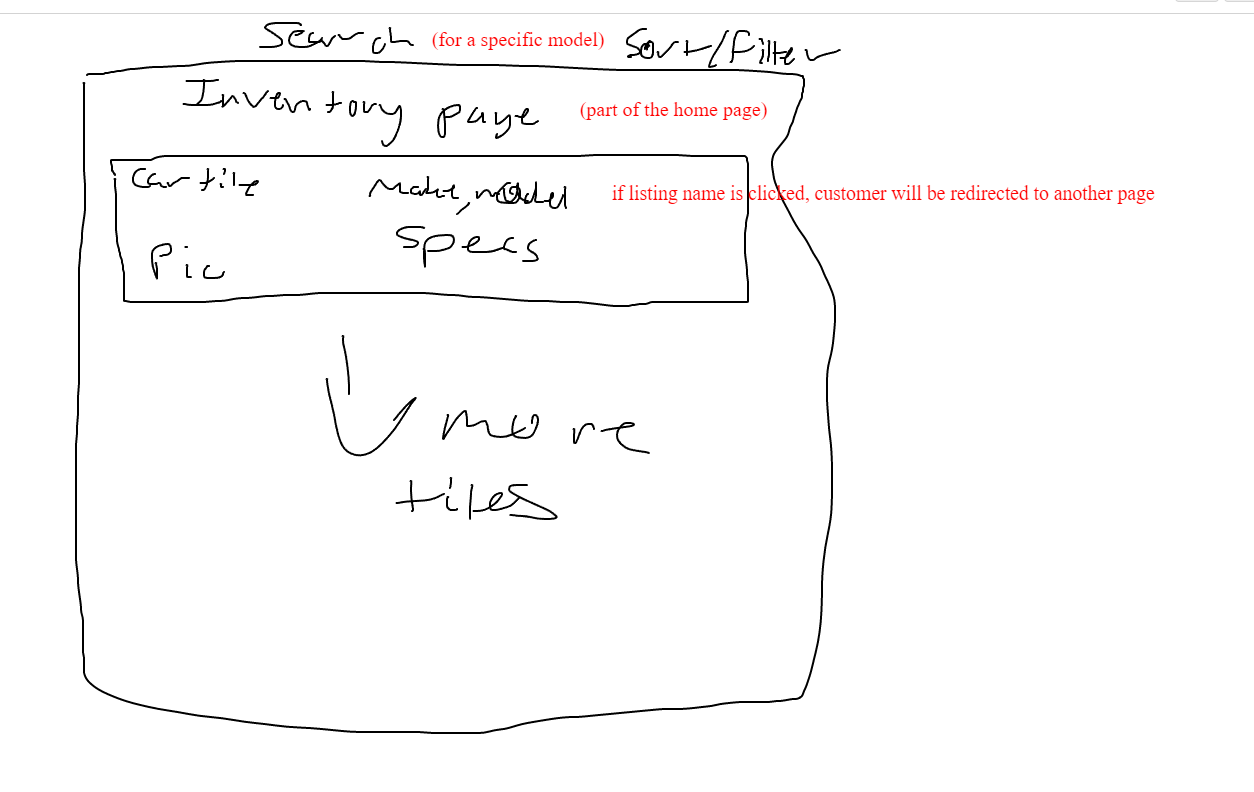 Search (for a specific model) Sort/Filter
Inventory page (part of the home page)
Car tile Make, model if listing name is clicked, customer will be redirected to another page
Pic Specs
more
tiles